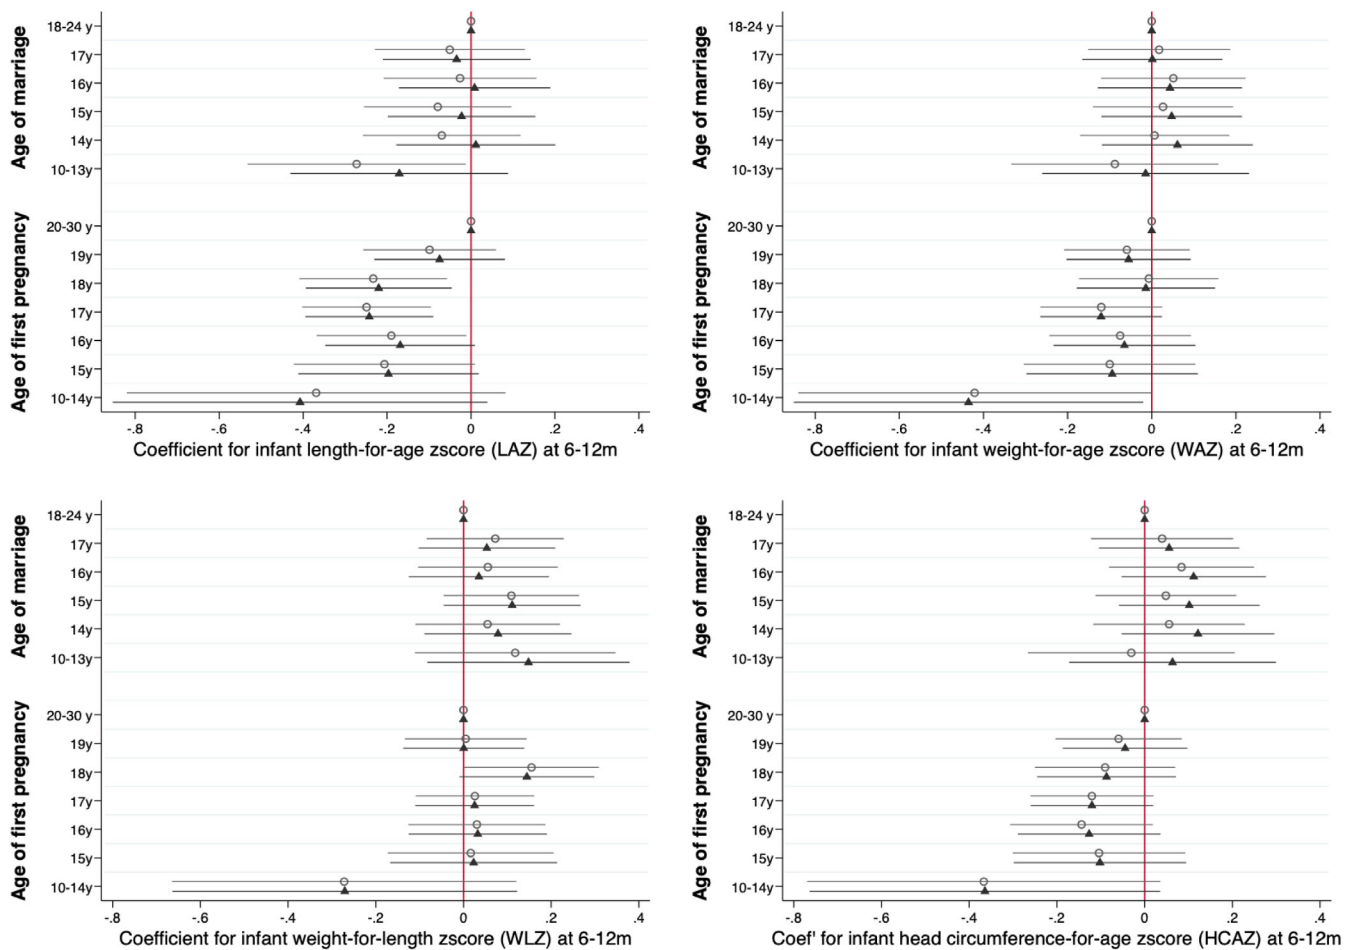 Age of marriage
18-24 y
17y
16y
15y
14y
10-13y
Age of first pregnancy
20-30 y
19y
18y
17y
16y
15y
10-14y
-.8 -.6 -.4 -.2 0 .2 .4
Coefficient for infant length-for-age zscore (LAZ) at 6-12m
Age of marriage
18-24 y
17y
16y
15y
14y
10-13y
Age of first pregnancy
20-30 y
19y
18y
17y
16y
15y
10-14y
-.8 -.6 -.4 -.2 0 .2 .4
Coefficient for infant weight-for-age zscore (WAZ) at 6-12m
Age of marriage
18-24 y
17y
16y
15y
14y
10-13y
Age of first pregnancy
20-30 y
19y
18y
17y
16y
15y
10-14y
-.8 -.6 -.4 -.2 0 .2 .4
Coefficient for infant weight-for-length zscore (WLZ) at 6-12m
Age of marriage
18-24 y
17y
16y
15y
14y
10-13y
Age of first pregnancy
20-30 y
19y
18y
17y
16y
15y
10-14y
-.8 -.6 -.4 -.2 0 .2 .4
Coef' for infant head circumference-for-age zscore (HCAZ) at 6-12m